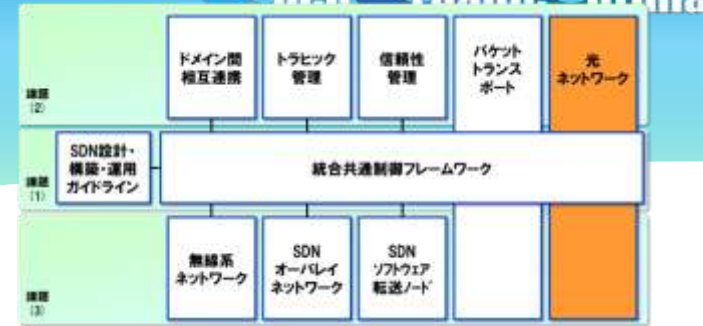 ドメイン間
相互連携
トラヒック
管理
信頼性
管理
パケット
トランス
ポート
光
ネットワーク
課題
(2)
SDN設計・
構築・運用
ガイドライン
統合共通制御フレームワーク
課題
(1)
無線系
ネットワーク
SDN
オーバレイ
ネットワーク
SDN
ソフトウェア
転送ノード
課題
(3)